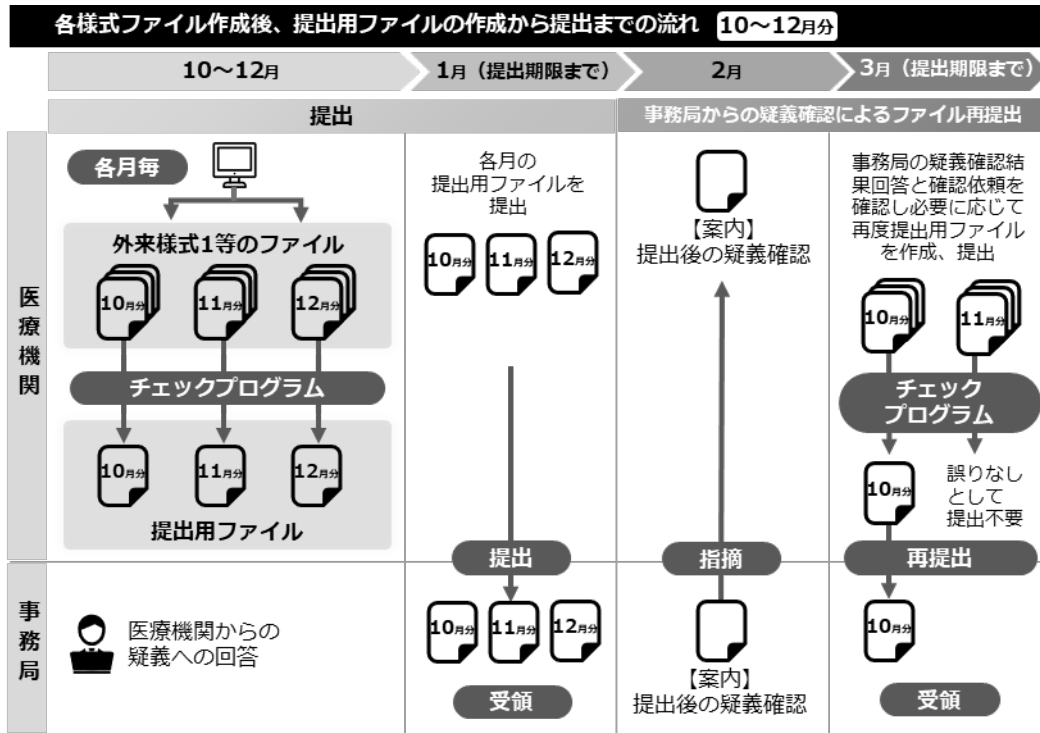 各様式ファイル作成後、提出用ファイルの作成から提出までの流れ 10～12月分
10～12月
1月（提出期限まで）
2月
3月（提出期限まで）
提出
事務局からの疑義確認によるファイル再提出
医療機関
各月毎
外来様式1等のファイル
10月分
11月分
12月分
チェックプログラム
10月分
11月分
12月分
提出用ファイル
各月の
提出用ファイルを
提出
10月分
11月分
12月分
提出
【案内】
提出後の疑義確認
指摘
事務局の疑義確認結
果回答と確認依頼を
確認し必要に応じて
再度提出用ファイル
を作成、提出
10月分
11月分
チェック
プログラム
10月分
誤りなし
として
提出不要
再提出
事務局
医療機関からの
疑義への回答
10月分
11月分
12月分
受領
【案内】
提出後の疑義確認
10月分
受領